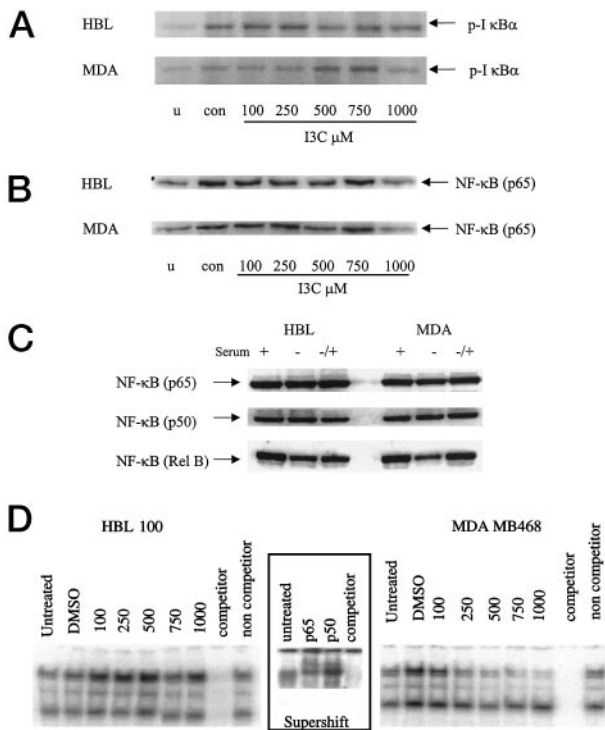 A
HBL
p-I κBα
MDA
p-I κBα
u con 100 250 500 750 1000
I3C μM
B
HBL
NF-κB (p65)
MDA
NF-κB (p65)
u con 100 250 500 750 1000
I3C μM
C
HBL MDA
Serum + - -/+ + - -/+
NF-κB (p65)
NF-κB (p50)
NF-κB (Rel B)
D
HBL 100
MDA MB468
Untreated DMSO 100 250 500 750 1000 competitor non competitor
untreated p65 p50 competitor
Supershift
Untreated DMSO 100 250 500 750 1000 competitor non competitor